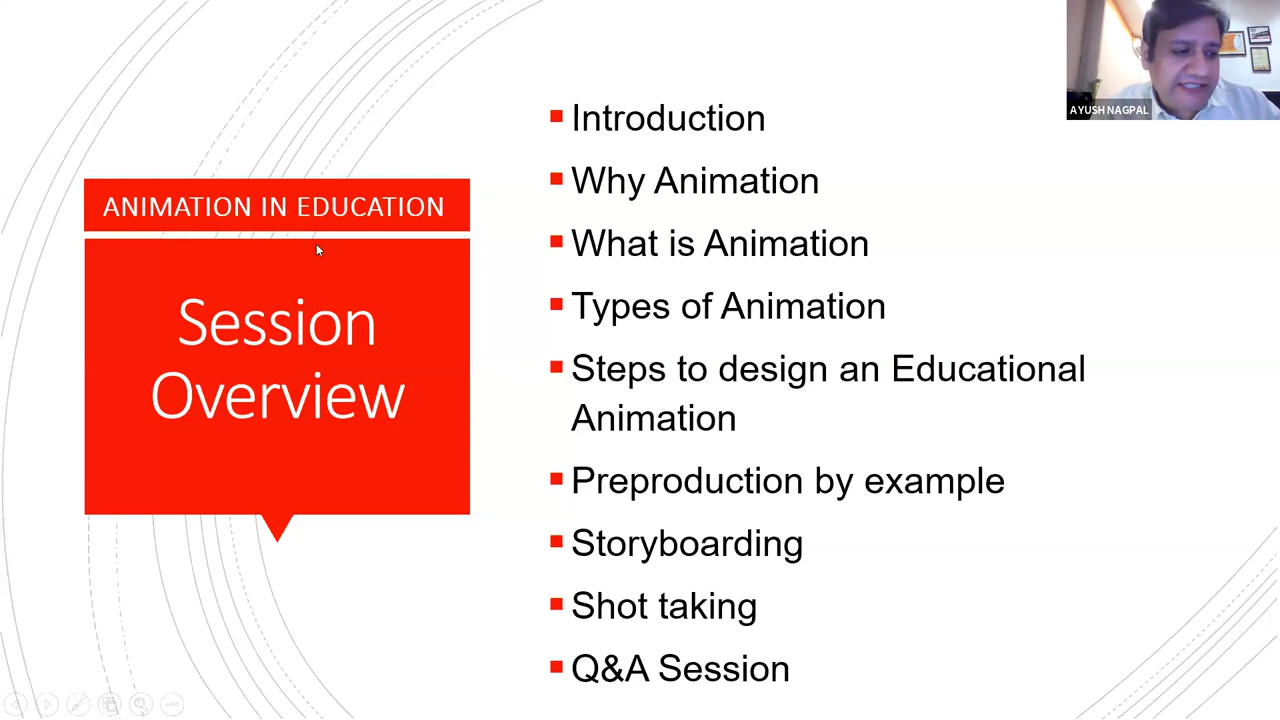 ANIMATION IN EDUCATION
Session
Overview
Introduction
Why Animation
What is Animation
Types of Animation
Steps to design an Educational
Animation
Preproduction by example
Storyboarding
Shot taking
Q&A Session
AYUSH NAGPAL